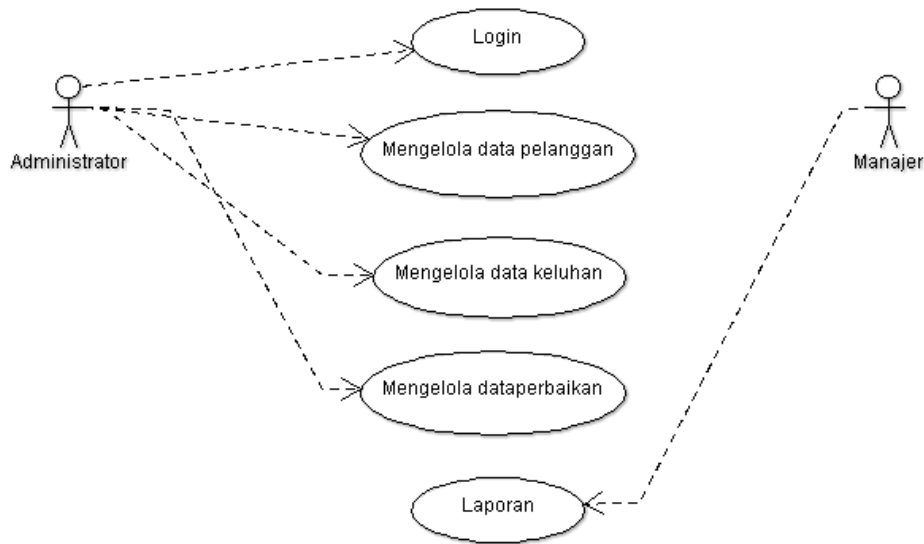 Login
Administrator
Manajer
Mengelola data pelanggan
Mengelola data keluhan
Mengelola dataperbaikan
Laporan